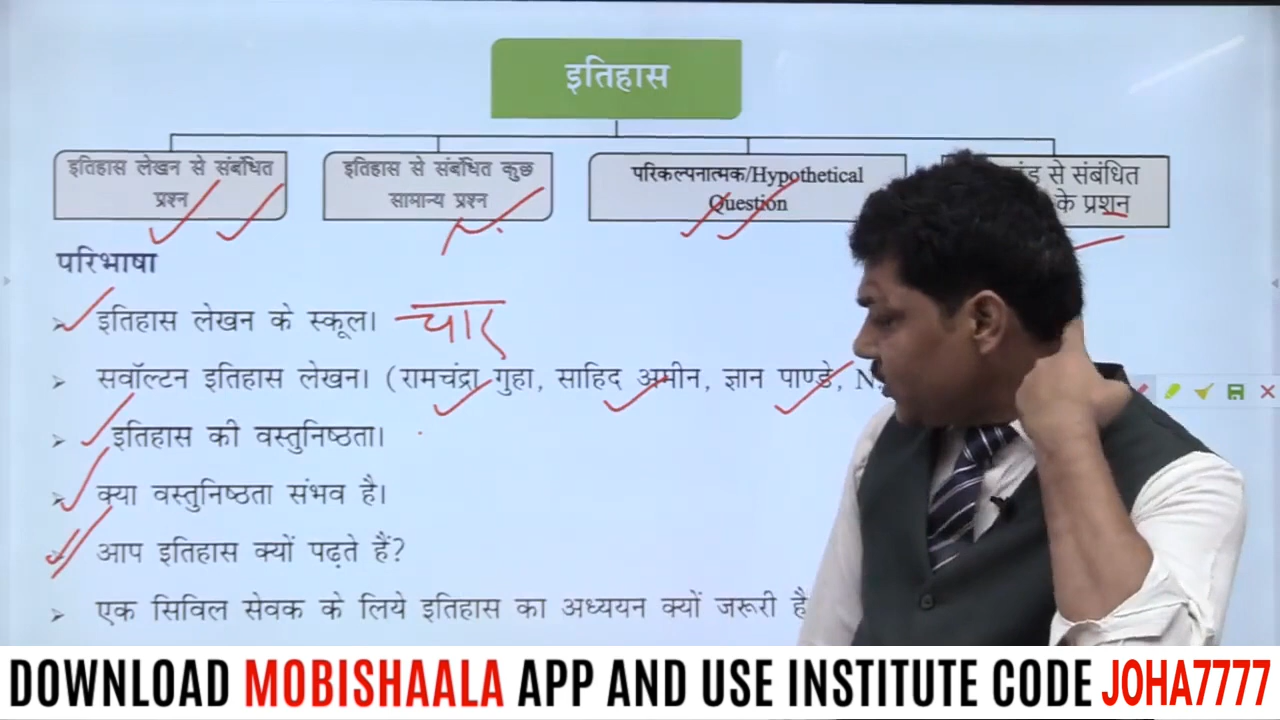 इतिहास
इतिहास लेखन से संबंधित
प्रश्न
इतिहास से संबंधित कुछ
सामान्य प्रश्न
परिकल्पनात्मक/Hypothetical
Question
से संबंधित
के प्रशन
परिभाषा
इतिहास लेखन के स्कूल। चार
सवॉल्टन इतिहास लेखन। (रामचंद्रा गुहा, साहिद अमीन, ज्ञान पाण्डे, N.
इतिहास की वस्तुनिष्ठता।
क्या वस्तुनिष्ठता संभव है।
आप इतिहास क्यों पढ़ते हैं?
एक सिविल सेवक के लिये इतिहास का अध्ययन क्यों जरूरी है
DOWNLOAD MOBISHAALA APP AND USE INSTITUTE CODE JOHA7777